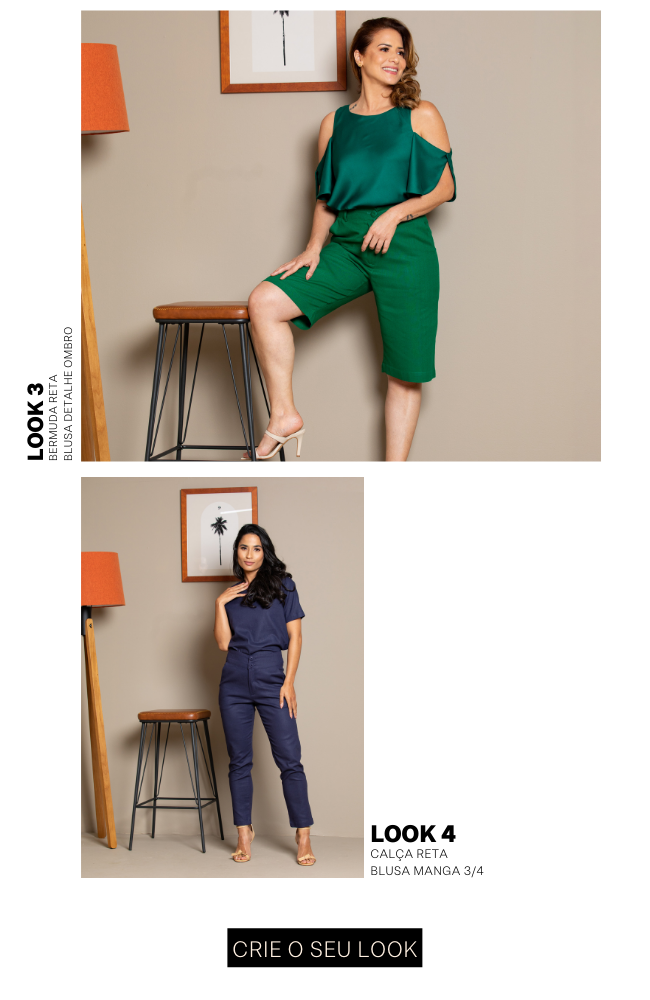 LOOK 3
BERMUDA RETA
BLUSA DETALHE OMBRO
LOOK 4
CALÇA RETA
BLUSA MANGA 3/4
CRIE O SEU LOOK